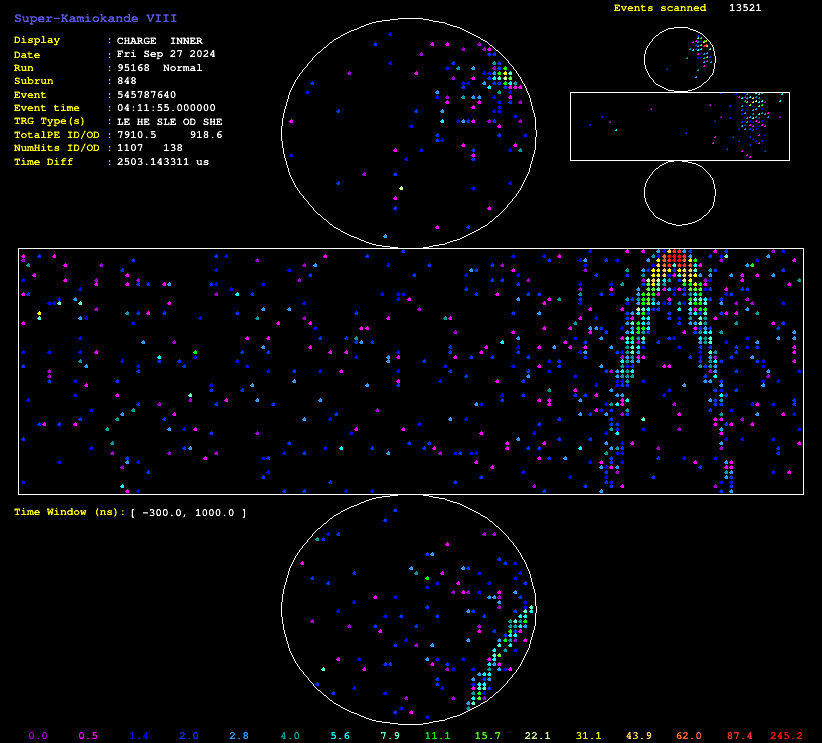 Super-Kamiokande VIII
Events scanned 13521
Display : CHARGE INNER
Date : Fri Sep 27 2024
Run : 95168 Normal
Subrun : 848
Event : 545787640
Event time : 04:11:55.000000
TRG Type(s) : LE HE SLE OD SHE
TotalPE ID/OD : 7910.5 918.6
NumHits ID/OD : 1107 138
Time Diff : 2503.143311 us
Time Window (ns): [ -300.0, 1000.0 ]
0.0 0.5 1.4 2.0 2.8 4.0 5.6 7.9 11.1 15.7 22.1 31.1 43.9 62.0 87.4 245.2